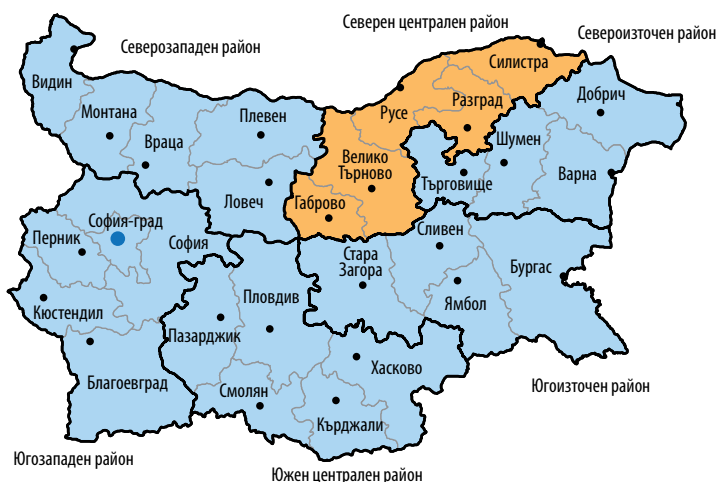 Северен централен район
Североизточен район
Северозападен район
Силистра
Видин
Добрич
Монтана
Плевен
Русе
Разград
Враца
Шумен
Велико
Търново
Търговище
Варна
Ловеч
Габрово
София-град
Перник
София
Сливен
Стара
Загора
Бургас
Кюстендил
Пловдив
Ямбол
Пазарджик
Хасково
Благоевград
Смолян
Югоизточен район
Кърджали
Югозападен район
Южен централен район